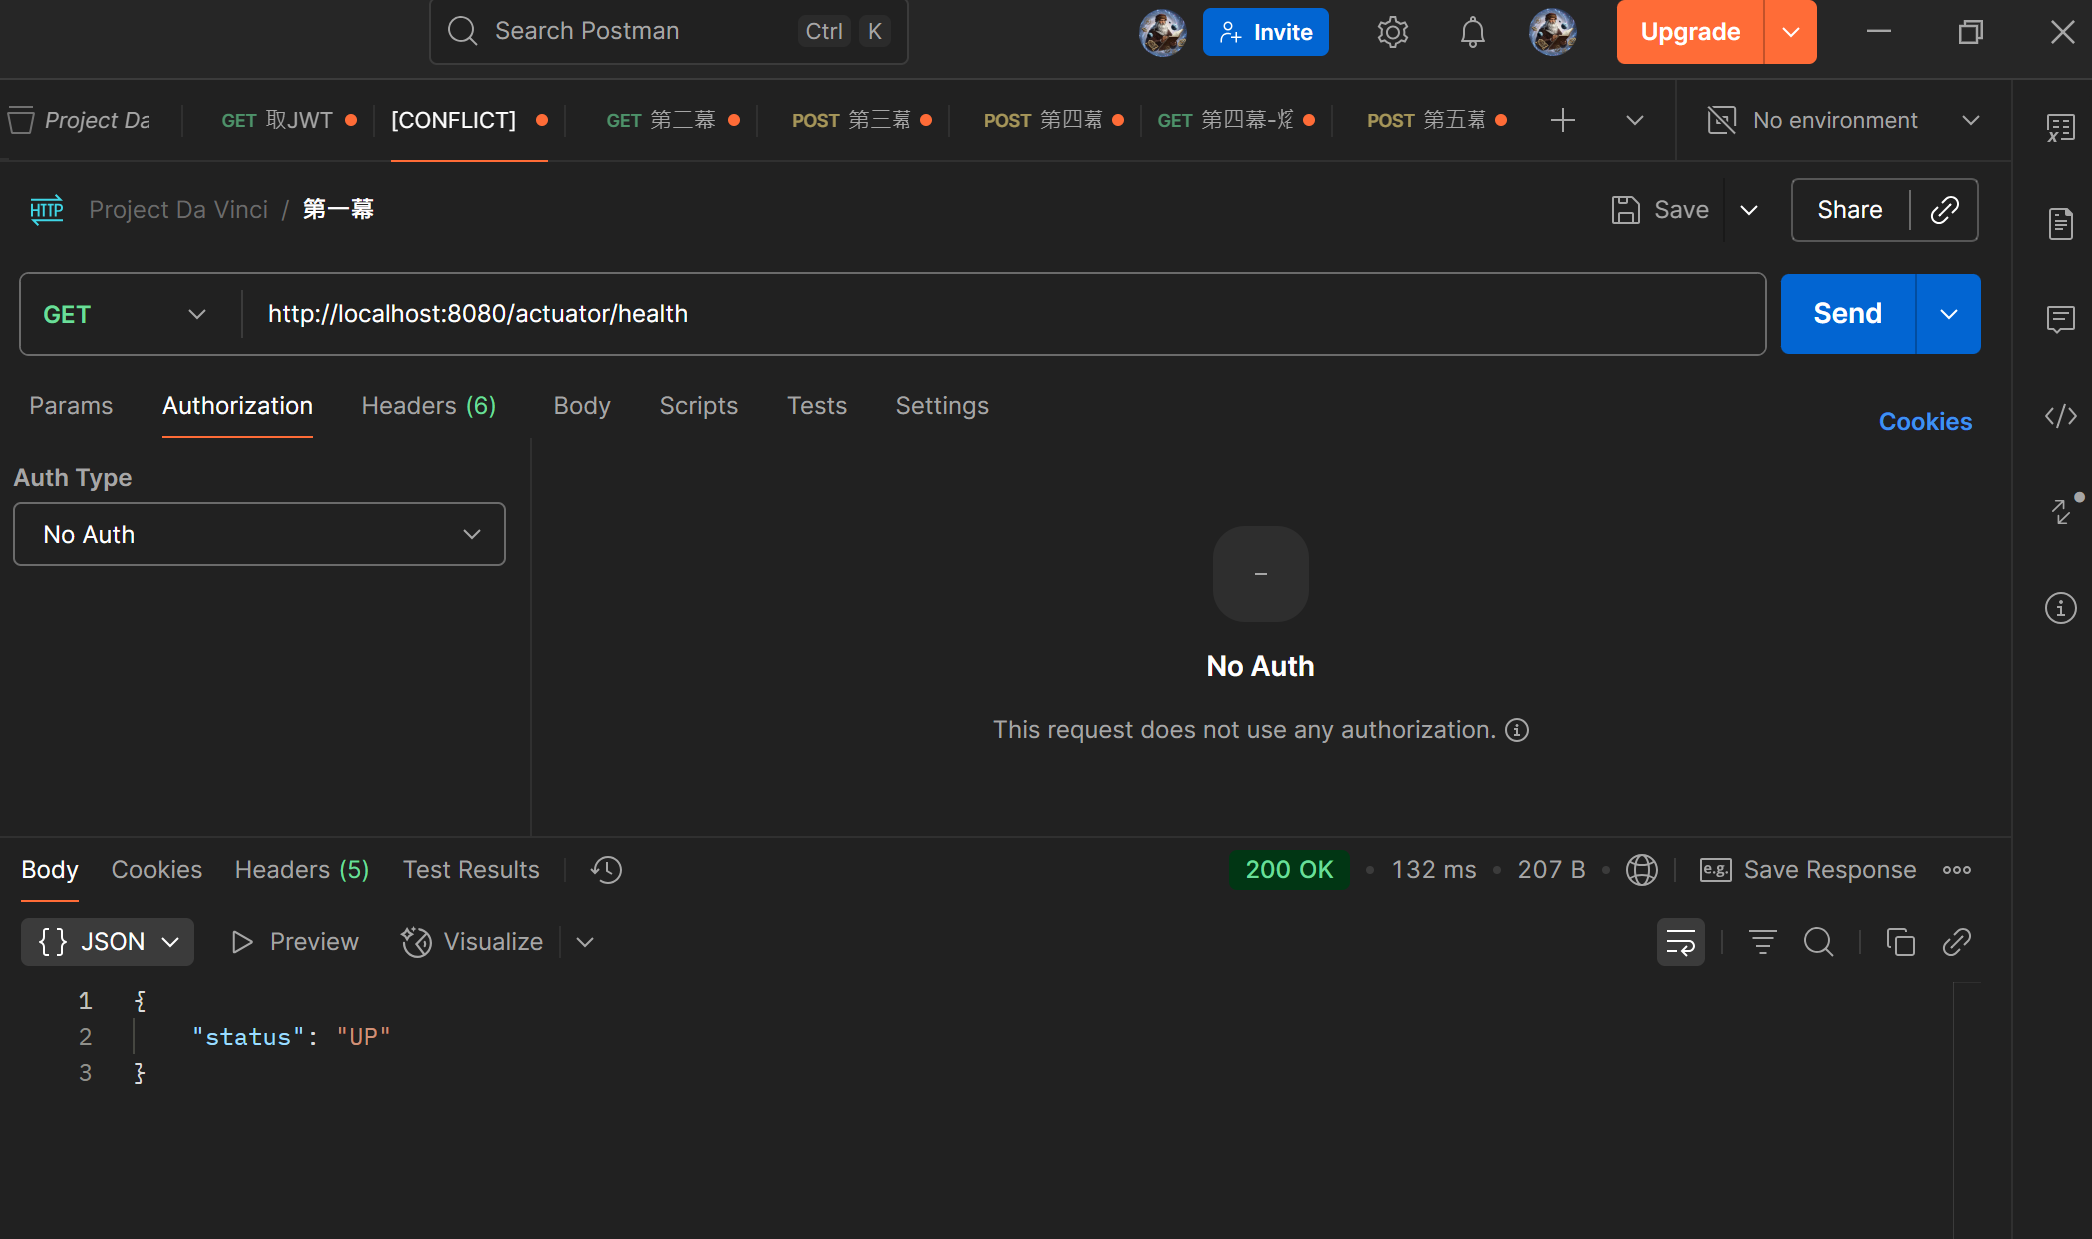 Search Postman Ctrl K Invite Upgrade
Project Da GET 取JWT [CONFLICT] GET 第二幕 POST 第三幕 POST 第四幕 GET 第四幕- POST 第五幕 No environment
HTTP Project Da Vinci / 第一幕 Save Share
GET http://localhost:8080/actuator/health Send
Params Authorization Headers (6) Body Scripts Tests Settings Cookies
Auth Type
No Auth
-
No Auth
This request does not use any authorization.
Body Cookies Headers (5) Test Results 200 OK • 132 ms • 207 B • e.g. Save Response
{ } JSON Preview Visualize
1 {
2 "status": "UP"
3 }